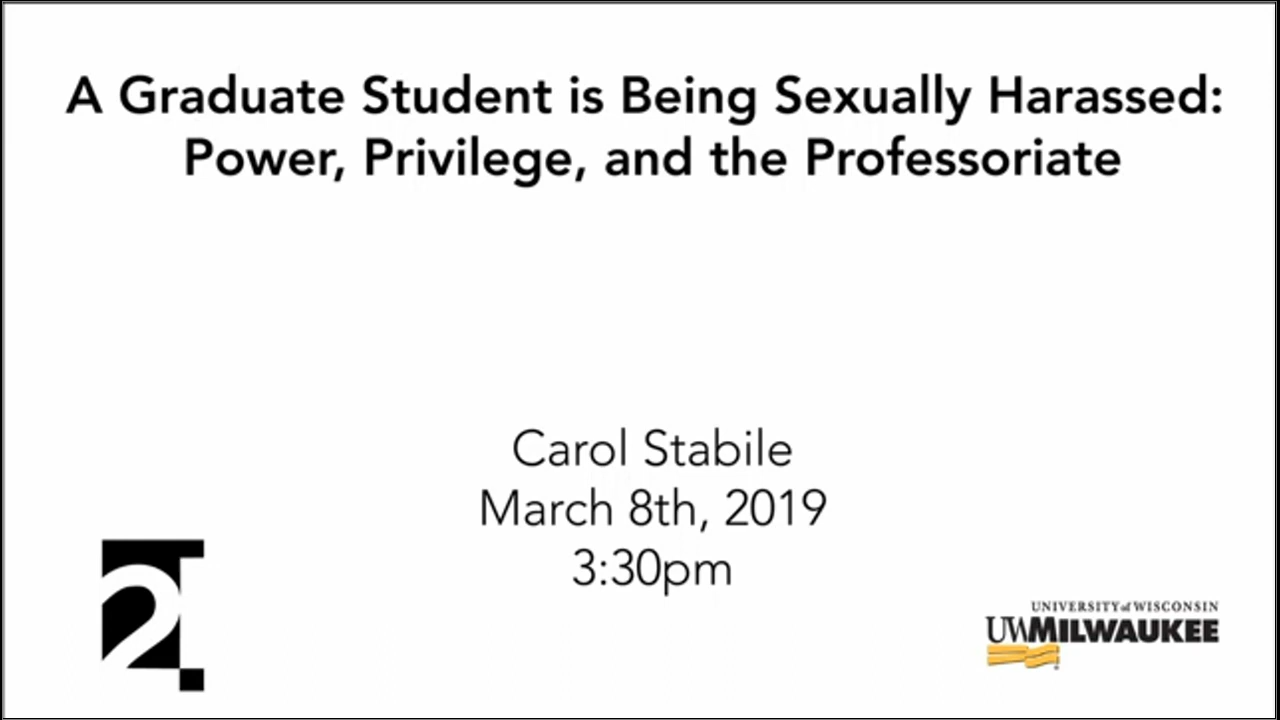 A Graduate Student is Being Sexually Harassed:
Power, Privilege, and the Professoriate
Carol Stabile
March 8th, 2019
3:30pm
21
UNIVERSITY of WISCONSIN
UWMILWAUKEE